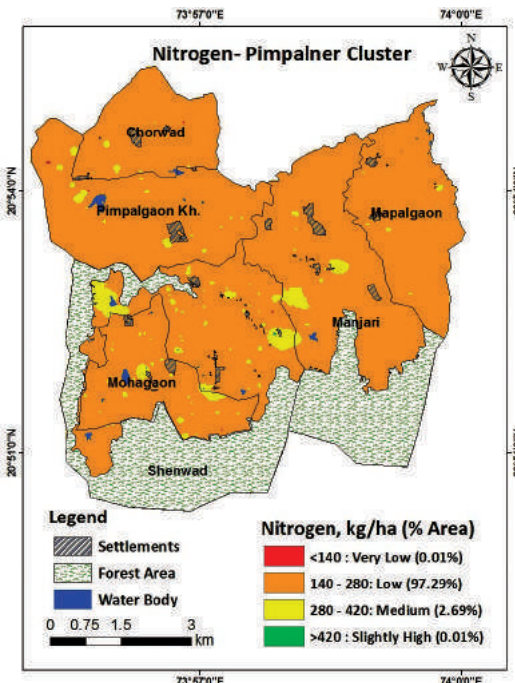 73°57'0"E 74°0'0"E
Nitrogen- Pimpalner Cluster
N
W E
S
Chorwad
20°54'0"N
Pimpalgaon Kh.
Mapalgaon
Manjari
Mohagaon
20°51'0"N
Shenwad
Legend
Settlements
Forest Area
Water Body
0 0.75 1.5 3
km
Nitrogen, kg/ha (% Area)
<140 : Very Low (0.01%)
140 - 280: Low (97.29%)
280 - 420: Medium (2.69%)
>420 : Slightly High (0.01%)
73°57'0"E 74°0'0"E